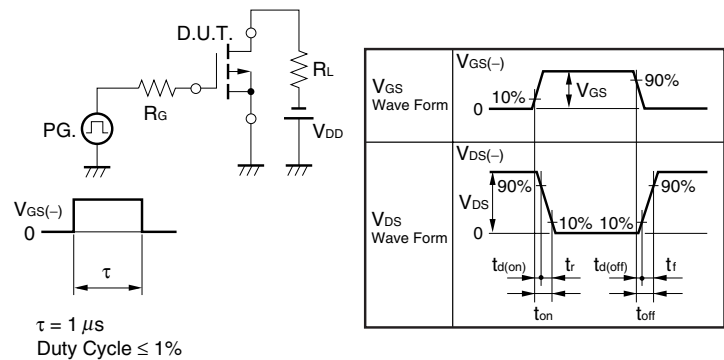 D.U.T.
RL
RG
PG.
VDD
VGS(−)
0
τ
τ = 1 μs
Duty Cycle ≤ 1%
VGS
Wave Form
VGS(−)
10%
VGS
90%
0
VDS
Wave Form
VDS(−)
90%
VDS
90%
10% 10%
0
td(on) tr td(off) tf
ton toff